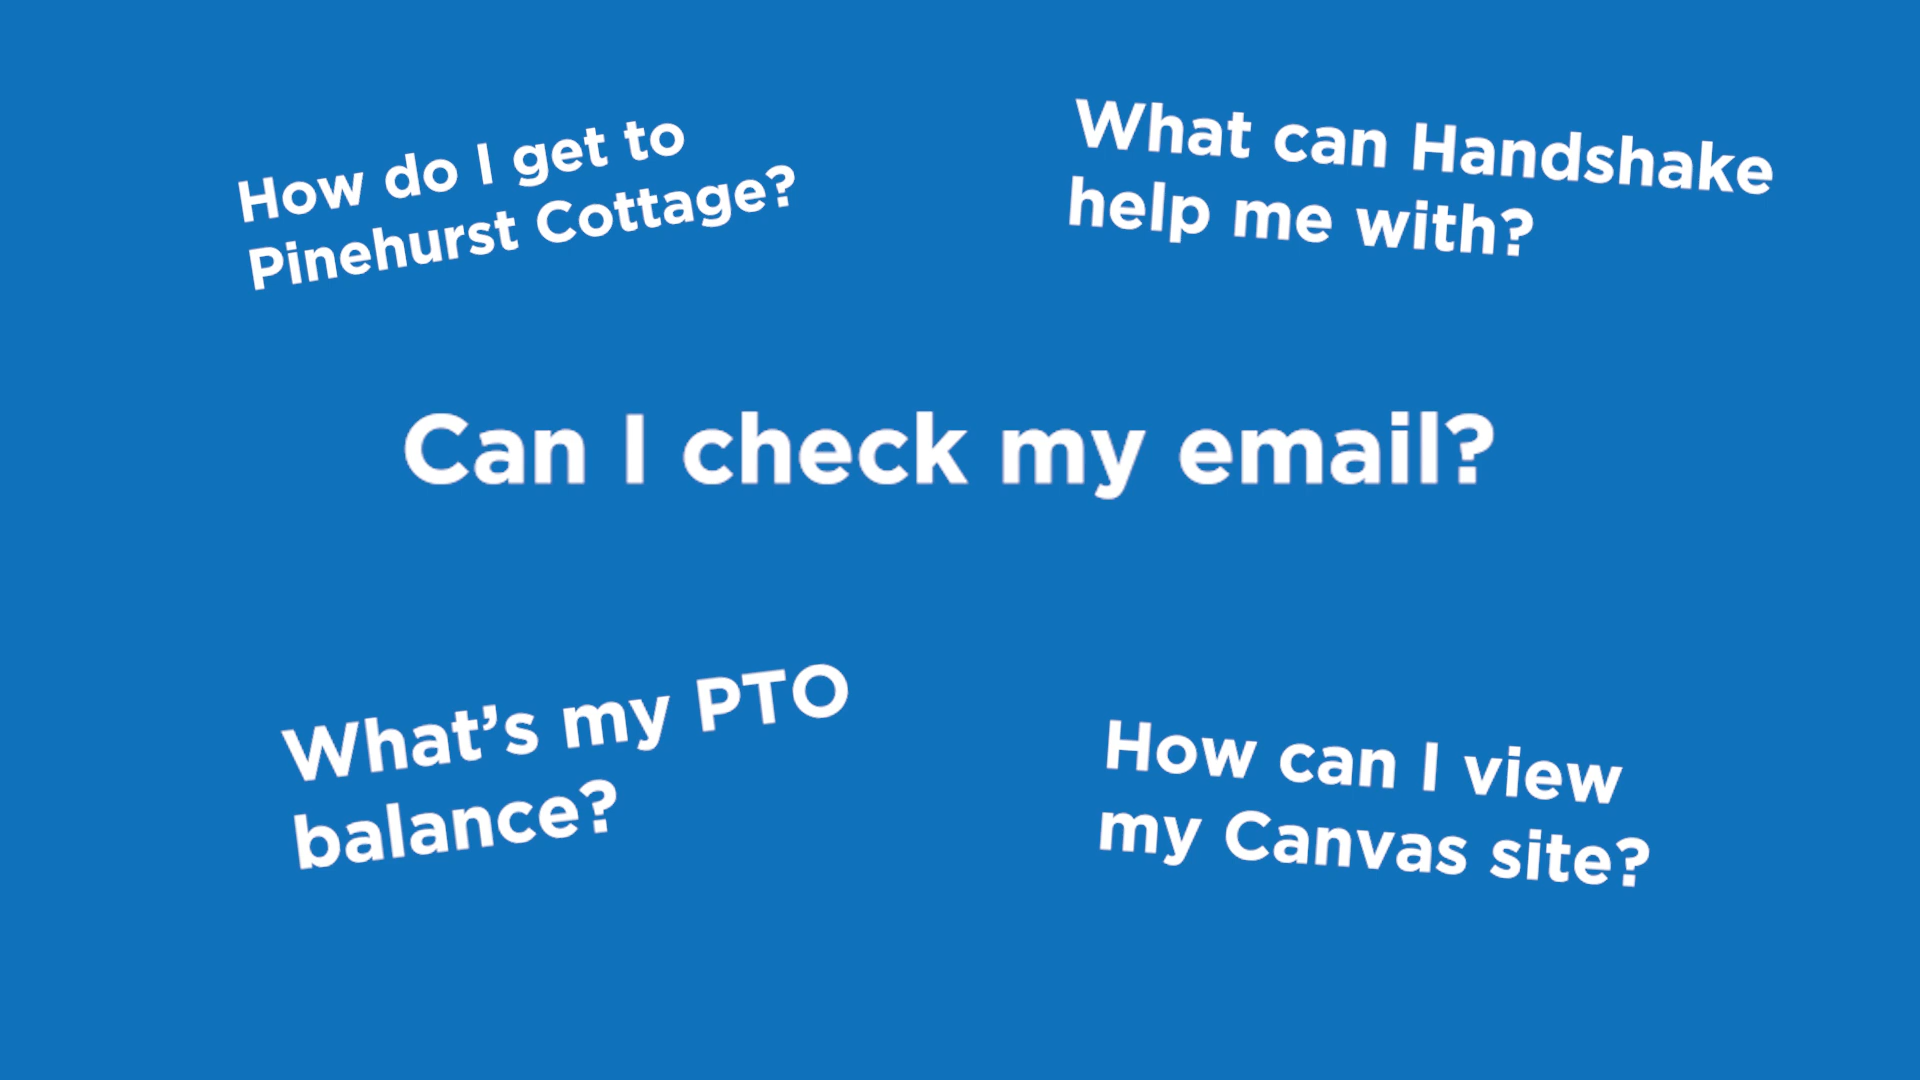 How do I get to
Pinehurst Cottage?
What can Handshake
help me with?
Can I check my email?
What’s my PTO
balance?
How can I view
my Canvas site?